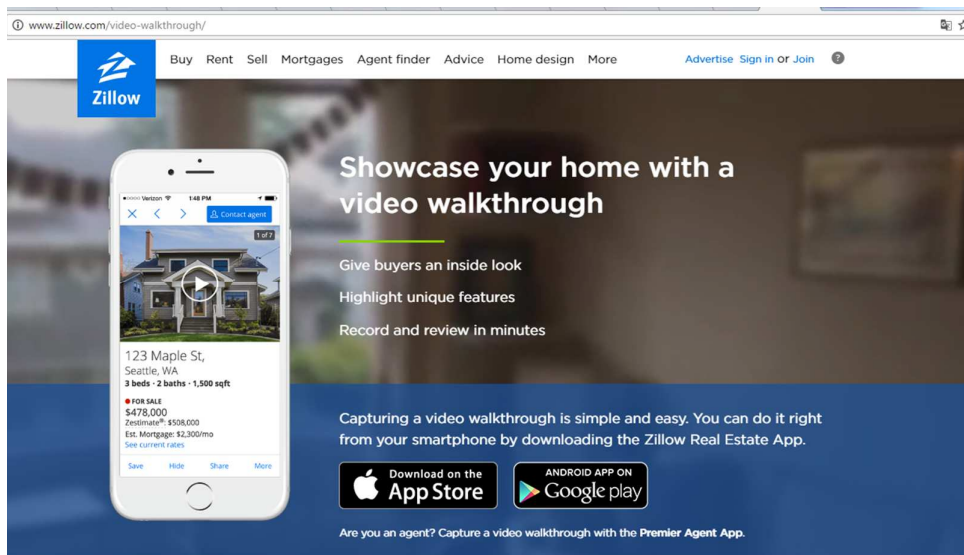 www.zillow.com/video-walkthrough/
Zillow
Buy Rent Sell Mortgages Agent finder Advice Home design More Advertise Sign in or Join ?
Showcase your home with a
video walkthrough
Give buyers an inside look
Highlight unique features
Record and review in minutes
Verizon 1:48 PM
Contact agent
1 of 7
123 Maple St,
Seattle, WA
3 beds · 2 baths · 1,500 sqft
FOR SALE
$478,000
Zestimate®: $508,000
Est. Mortgage: $2,300/mo
See current rates
Save Hide Share More
Capturing a video walkthrough is simple and easy. You can do it right
from your smartphone by downloading the Zillow Real Estate App.
Download on the
App Store
ANDROID APP ON
Google play
Are you an agent? Capture a video walkthrough with the Premier Agent App.